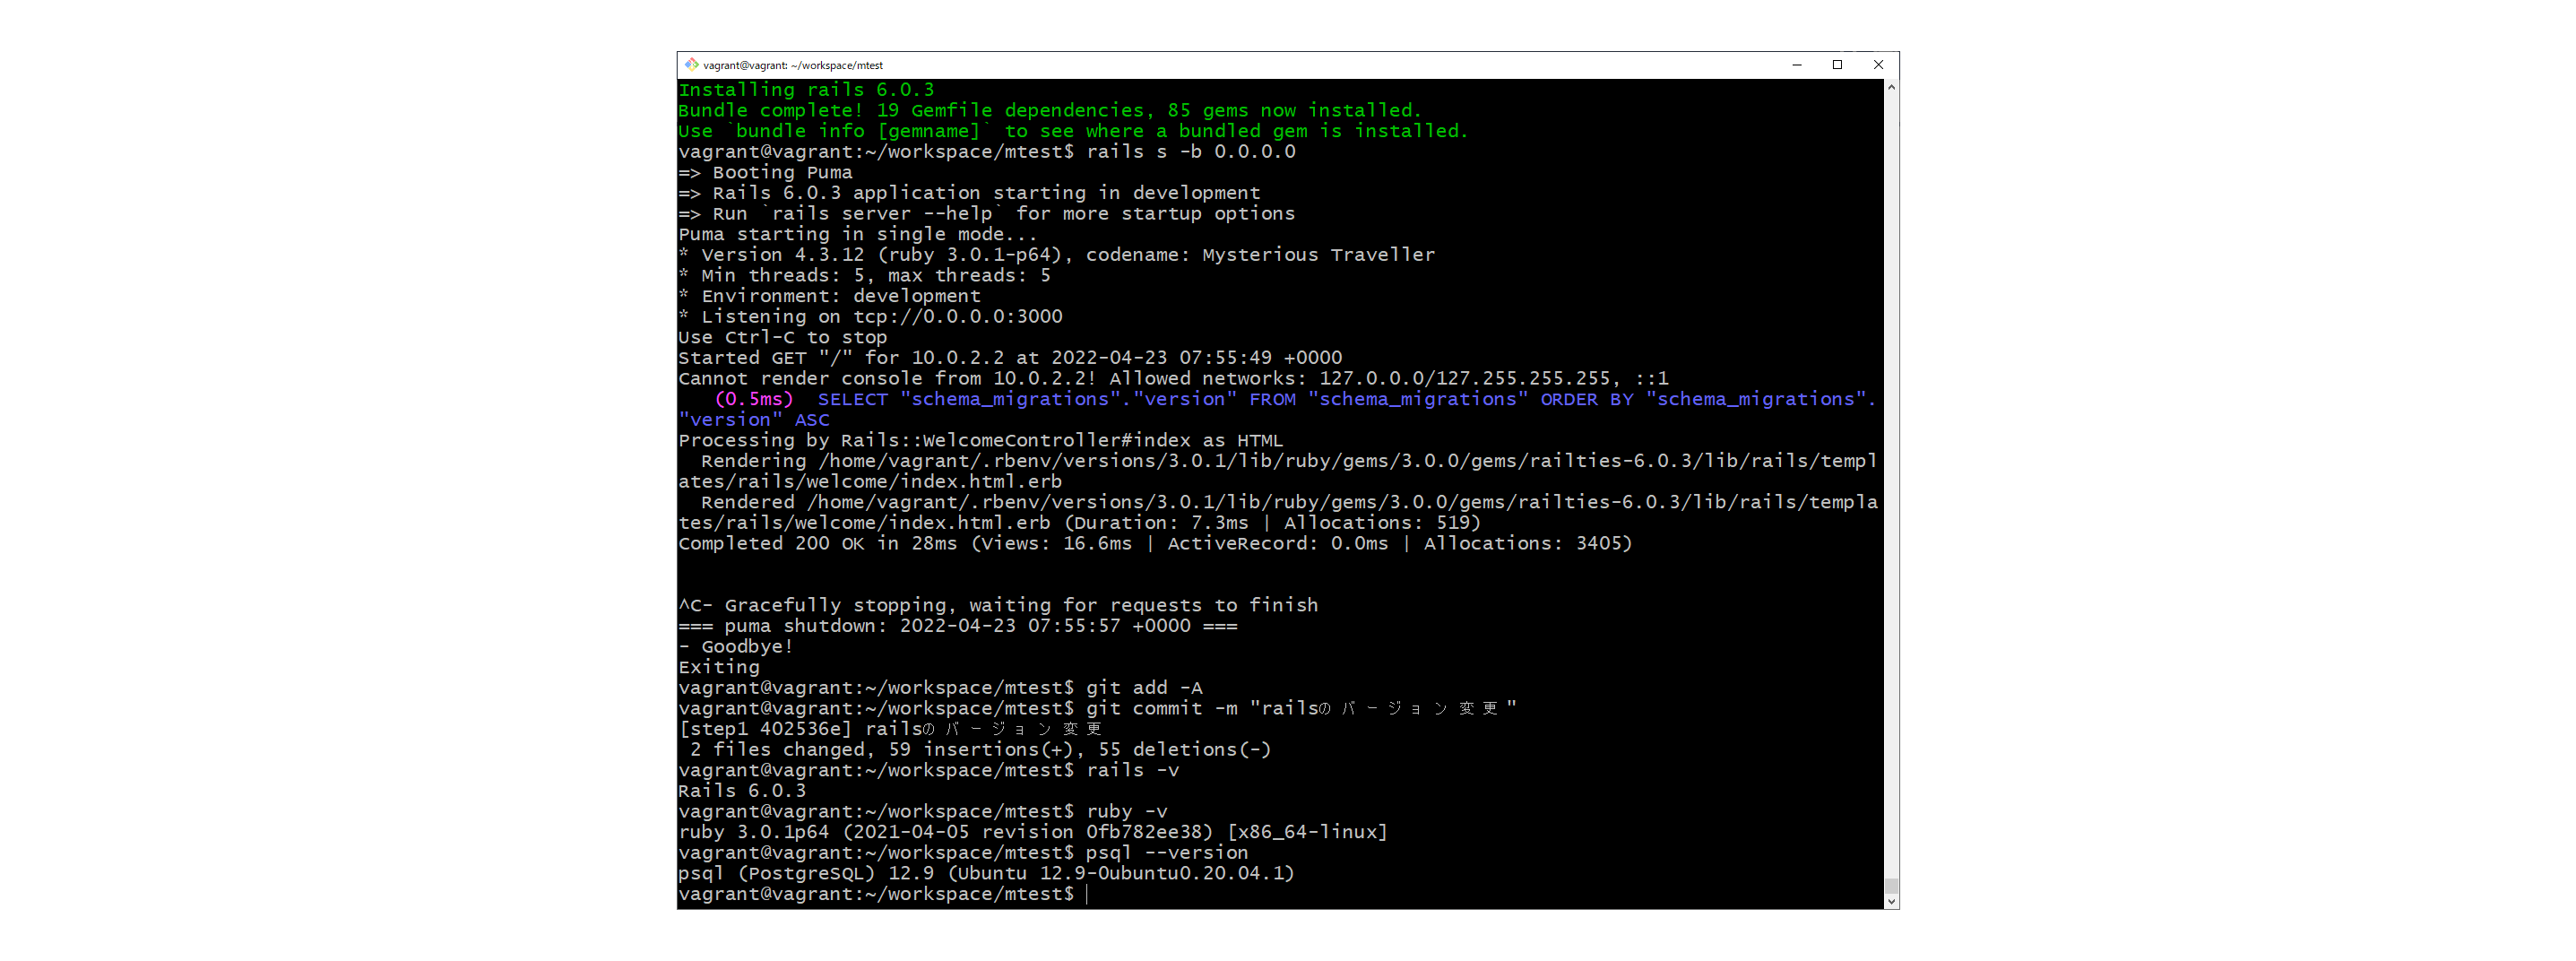 vagrant@vagrant: ~/workspace/mtest
Installing rails 6.0.3
Bundle complete! 19 Gemfile dependencies, 85 gems now installed.
Use `bundle info [gemname]` to see where a bundled gem is installed.
vagrant@vagrant:~/workspace/mtest$ rails s -b 0.0.0.0
=> Booting Puma
=> Rails 6.0.3 application starting in development
=> Run `rails server --help` for more startup options
Puma starting in single mode...
* Version 4.3.12 (ruby 3.0.1-p64), codename: Mysterious Traveller
* Min threads: 5, max threads: 5
* Environment: development
* Listening on tcp://0.0.0.0:3000
Use Ctrl-C to stop
Started GET "/" for 10.0.2.2 at 2022-04-23 07:55:49 +0000
Cannot render console from 10.0.2.2! Allowed networks: 127.0.0.0/127.255.255.255, ::1
(0.5ms)  SELECT "schema_migrations"."version" FROM "schema_migrations" ORDER BY "schema_migrations".
"version" ASC
Processing by Rails::WelcomeController#index as HTML
Rendering /home/vagrant/.rbenv/versions/3.0.1/lib/ruby/gems/3.0.0/gems/railties-6.0.3/lib/rails/templ
ates/rails/welcome/index.html.erb
Rendered /home/vagrant/.rbenv/versions/3.0.1/lib/ruby/gems/3.0.0/gems/railties-6.0.3/lib/rails/templa
tes/rails/welcome/index.html.erb (Duration: 7.3ms | Allocations: 519)
Completed 200 OK in 28ms (Views: 16.6ms | ActiveRecord: 0.0ms | Allocations: 3405)
^C- Gracefully stopping, waiting for requests to finish
=== puma shutdown: 2022-04-23 07:55:57 +0000 ===
- Goodbye!
Exiting
vagrant@vagrant:~/workspace/mtest$ git add -A
vagrant@vagrant:~/workspace/mtest$ git commit -m "railsのバージョン変更"
[step1 402536e] railsのバージョン変更
2 files changed, 59 insertions(+), 55 deletions(-)
vagrant@vagrant:~/workspace/mtest$ rails -v
Rails 6.0.3
vagrant@vagrant:~/workspace/mtest$ ruby -v
ruby 3.0.1p64 (2021-04-05 revision 0fb782ee38) [x86_64-linux]
vagrant@vagrant:~/workspace/mtest$ psql --version
psql (PostgreSQL) 12.9 (Ubuntu 12.9-0ubuntu0.20.04.1)
vagrant@vagrant:~/workspace/mtest$